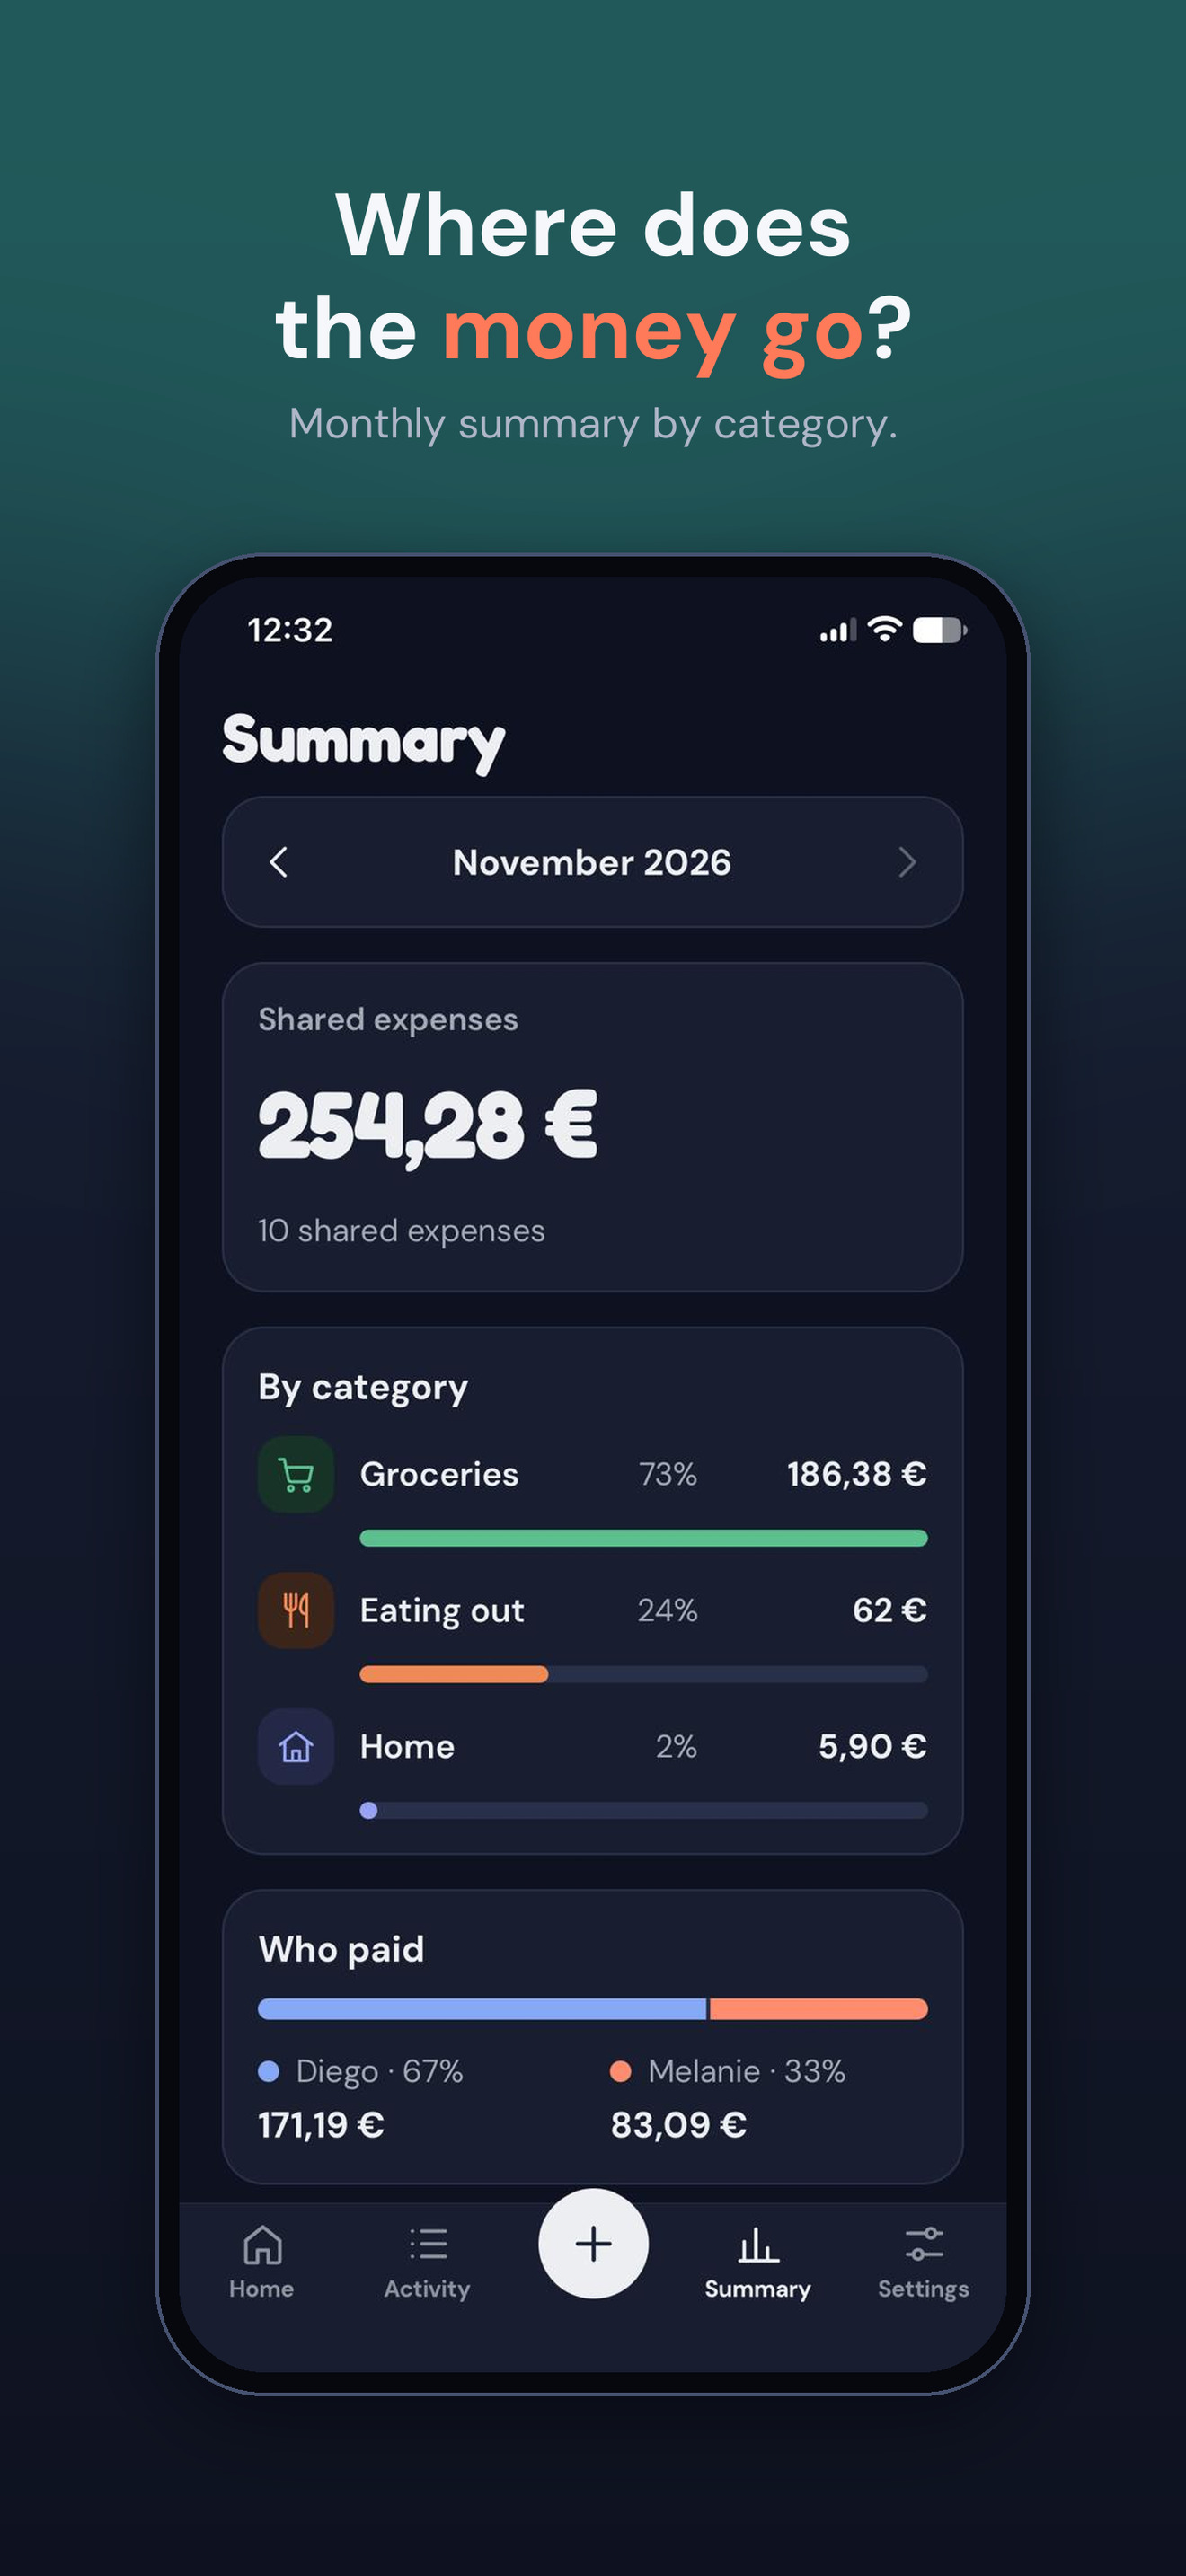 Where does
the money go?
Monthly summary by category.
12:32
Summary
November 2026
Shared expenses
254,28 €
10 shared expenses
By category
Groceries 73% 186,38 €
Eating out 24% 62 €
Home 2% 5,90 €
Who paid
Diego · 67% Melanie · 33%
171,19 € 83,09 €
Home Activity Summary Settings